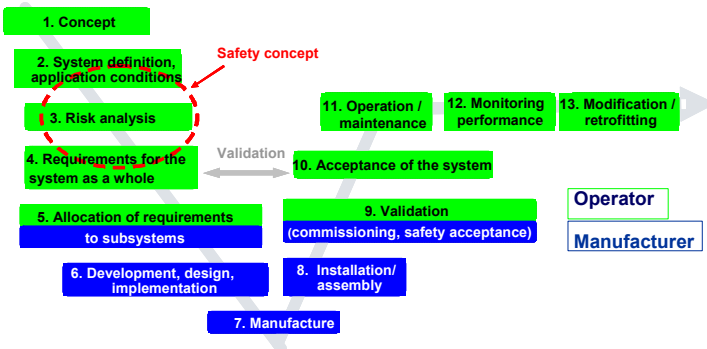 1. Concept
2. System definition,
application conditions
Safety concept
3. Risk analysis
4. Requirements for the
system as a whole
Validation
5. Allocation of requirements
to subsystems
6. Development, design,
implementation
7. Manufacture
8. Installation/
assembly
9. Validation
(commissioning, safety acceptance)
10. Acceptance of the system
11. Operation /
maintenance
12. Monitoring
performance
13. Modification /
retrofitting
Operator
Manufacturer